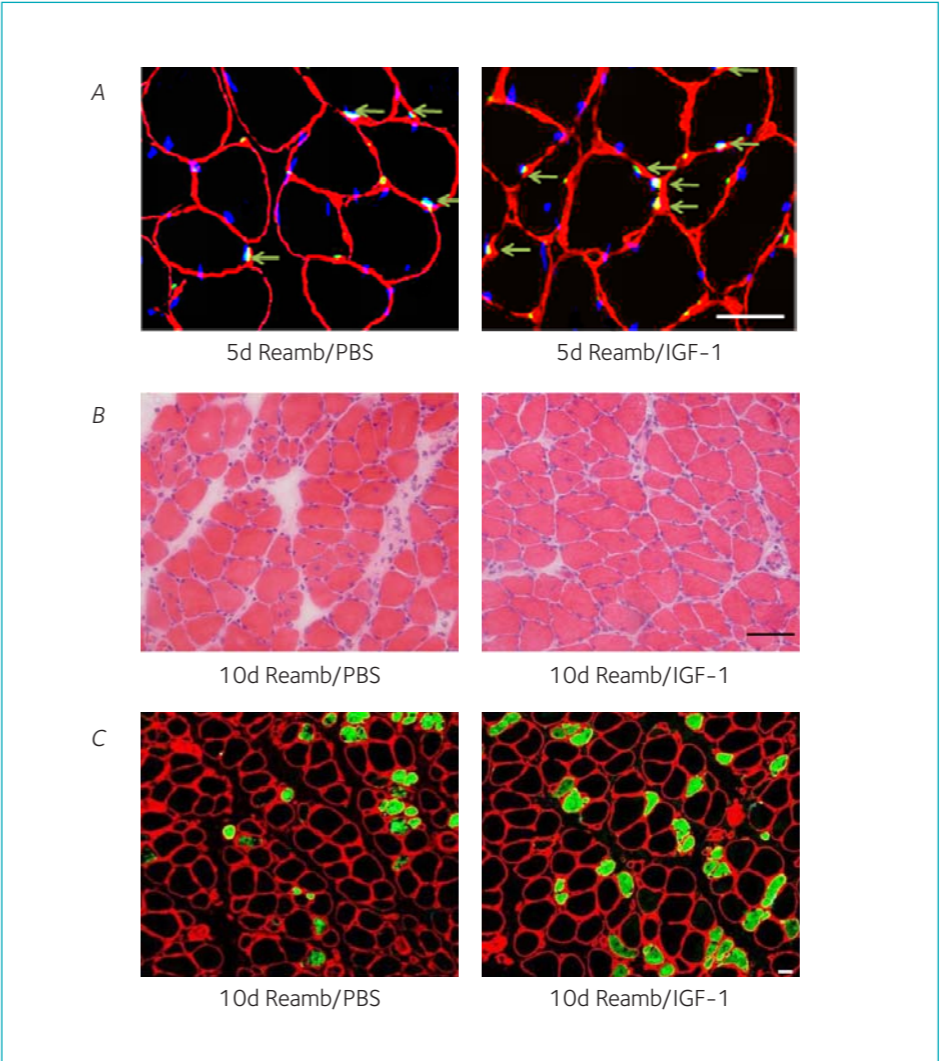 A
5d Reamb/PBS 5d Reamb/IGF-1
B
10d Reamb/PBS 10d Reamb/IGF-1
C
10d Reamb/PBS 10d Reamb/IGF-1